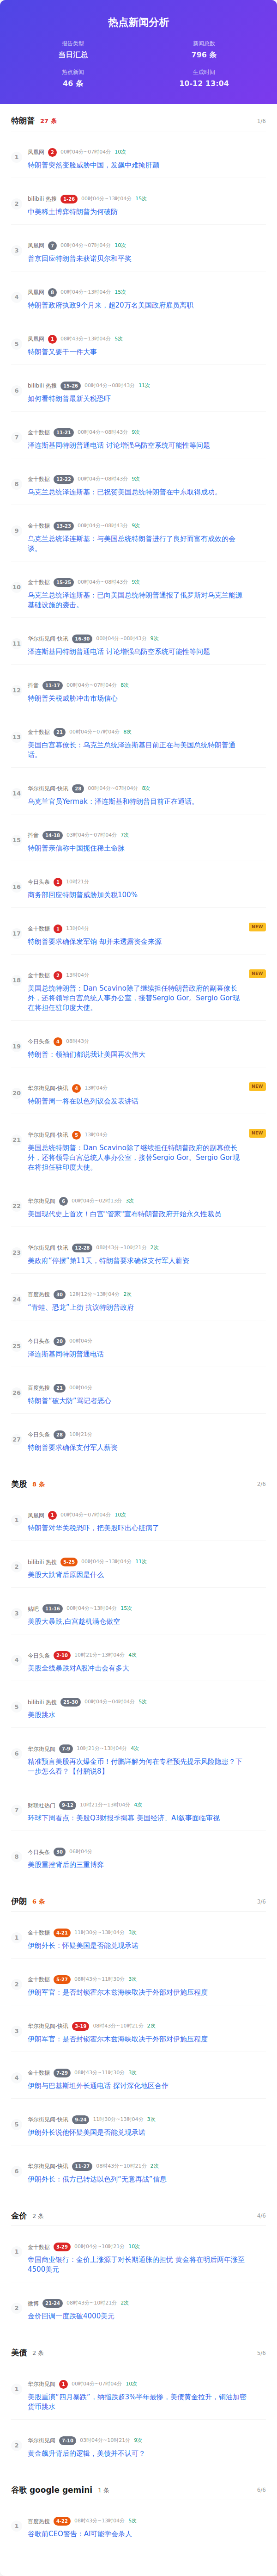 热点新闻分析
报告类型
新闻总数
当日汇总
796 条
热点新闻
生成时间
46 条
10-12 13:04
特朗普 27 条 1/6
1 凤凰网 2 00时04分~07时04分 10次
特朗普突然变脸威胁中国，发飙中难掩肝颤
2 bilibili 热搜 1-26 00时04分~13时04分 15次
中美稀土博弈特朗普为何破防
3 凤凰网 7 00时04分~07时04分 10次
普京回应特朗普未获诺贝尔和平奖
4 凤凰网 8 00时04分~13时04分 15次
特朗普政府执政9个月来，超20万名美国政府雇员离职
5 凤凰网 1 08时43分~13时04分 5次
特朗普又要干一件大事
6 bilibili 热搜 15-26 00时04分~08时43分 11次
如何看特朗普最新关税恐吓
7 金十数据 11-21 00时04分~08时43分 9次
泽连斯基同特朗普通电话 讨论增强乌防空系统可能性等问题
8 金十数据 12-22 00时04分~08时43分 9次
乌克兰总统泽连斯基：已祝贺美国总统特朗普在中东取得成功。
9 金十数据 13-23 00时04分~08时43分 9次
乌克兰总统泽连斯基：与美国总统特朗普进行了良好而富有成效的会
谈。
10 金十数据 15-25 00时04分~08时43分 9次
乌克兰总统泽连斯基：已向美国总统特朗普通报了俄罗斯对乌克兰能源
基础设施的袭击。
11 华尔街见闻-快讯 16-30 00时04分~08时43分 9次
泽连斯基同特朗普通电话 讨论增强乌防空系统可能性等问题
12 抖音 11-17 00时04分~07时04分 8次
特朗普关税威胁冲击市场信心
13 金十数据 21 00时04分~07时04分 8次
美国白宫幕僚长：乌克兰总统泽连斯基目前正在与美国总统特朗普通
话。
14 华尔街见闻-快讯 28 00时04分~07时04分 8次
乌克兰官员Yermak：泽连斯基和特朗普目前正在通话。
15 抖音 14-18 03时04分~07时04分 7次
特朗普亲信称中国扼住稀土命脉
16 今日头条 1 10时21分
商务部回应特朗普威胁加关税100%
17 金十数据 1 13时04分 NEW
特朗普要求确保发军饷 却并未透露资金来源
18 金十数据 2 13时04分 NEW
美国总统特朗普：Dan Scavino除了继续担任特朗普政府的副幕僚长
外，还将领导白宫总统人事办公室，接替Sergio Gor。Sergio Gor现
在将担任驻印度大使。
19 今日头条 4 08时43分
特朗普：领袖们都说我让美国再次伟大
20 华尔街见闻-快讯 4 13时04分 NEW
特朗普周一将在以色列议会发表讲话
21 华尔街见闻-快讯 5 13时04分 NEW
美国总统特朗普：Dan Scavino除了继续担任特朗普政府的副幕僚长
外，还将领导白宫总统人事办公室，接替Sergio Gor。Sergio Gor现
在将担任驻印度大使。
22 华尔街见闻 6 00时04分~02时13分 3次
美国现代史上首次！白宫"管家"宣布特朗普政府开始永久性裁员
23 华尔街见闻-快讯 12-28 08时43分~10时21分 2次
美政府"停摆"第11天，特朗普要求确保支付军人薪资
24 百度热搜 30 12时12分~13时04分 2次
"青蛙、恐龙"上街 抗议特朗普政府
25 今日头条 20 00时04分
泽连斯基同特朗普通电话
26 百度热搜 21 00时04分
特朗普"破大防"骂记者恶心
27 今日头条 28 10时21分
特朗普要求确保支付军人薪资
美股 8 条 2/6
1 凤凰网 1 00时04分~07时04分 10次
特朗普对华关税恐吓，把美股吓出心脏病了
2 bilibili 热搜 5-25 00时04分~13时04分 11次
美股大跌背后原因是什么
3 贴吧 11-16 00时04分~13时04分 15次
美股大暴跌,白宫趁机满仓做空
4 今日头条 2-10 10时21分~13时04分 4次
美股全线暴跌对A股冲击会有多大
5 bilibili 热搜 25-30 00时04分~04时04分 5次
美股跳水
6 华尔街见闻 7-9 10时21分~13时04分 4次
精准预言美股再次爆金币！付鹏详解为何在专栏预先提示风险隐患？下
一步怎么看？【付鹏说8】
7 财联社热门 9-12 10时21分~13时04分 4次
环球下周看点：美股Q3财报季揭幕 美国经济、AI叙事面临审视
8 今日头条 30 06时04分
美股重挫背后的三重博弈
伊朗 6 条 3/6
1 金十数据 4-21 11时30分~13时04分 3次
伊朗外长：怀疑美国是否能兑现承诺
2 金十数据 5-27 08时43分~11时30分 3次
伊朗军官：是否封锁霍尔木兹海峡取决于外部对伊施压程度
3 华尔街见闻-快讯 3-19 08时43分~10时21分 2次
伊朗军官：是否封锁霍尔木兹海峡取决于外部对伊施压程度
4 金十数据 7-29 08时43分~11时30分 3次
伊朗与巴基斯坦外长通电话 探讨深化地区合作
5 华尔街见闻-快讯 9-24 11时30分~12时04分 3次
伊朗外长说他怀疑美国是否能兑现承诺
6 华尔街见闻-快讯 11-27 08时43分~10时21分 2次
伊朗外长：俄方已转达以色列"无意再战"信息
金价 2 条 4/6
1 金十数据 3-29 00时04分~10时21分 10次
帝国商业银行：金价上涨源于对长期通胀的担忧 黄金将在明后两年涨至
4500美元
2 微博 21-24 08时43分~10时21分 2次
金价回调一度跌破4000美元
美债 2 条 5/6
1 华尔街见闻 1 00时04分~07时04分 10次
美股重演"四月暴跌"，纳指跌超3%半年最惨，美债黄金拉升，铜油加密
货币跳水
2 华尔街见闻 7-10 03时04分~10时21分 9次
黄金飙升背后的逻辑，美债并不认可？
谷歌 google gemini 1 条 6/6
1 百度热搜 4-22 08时43分~13时04分 5次
谷歌前CEO警告：AI可能学会杀人